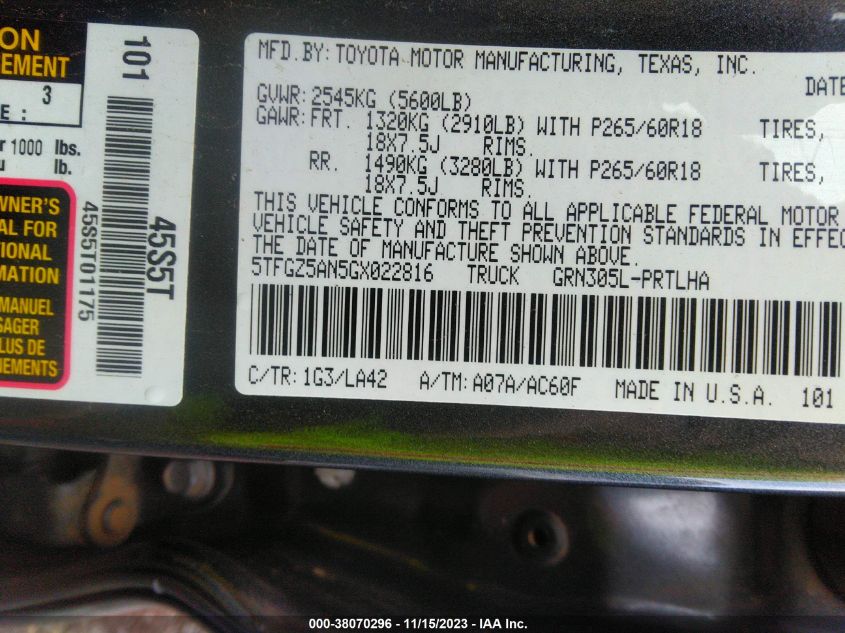 ON
EMENT
3
E :
r 1000 lbs.
u lb.
WNER'S
AL FOR
TIONAL
RMATION
MANUEL
SAGER
LUS DE
NEMENTS
101
45S5T
45S5T01175
MFD.BY:TOYOTA MOTOR MANUFACTURING, TEXAS, INC.
DATE
GVWR:2545KG (5600LB)
GAWR:FRT. 1320KG (2910LB) WITH P265/60R18 TIRES,
18X7.5J RIMS.
RR. 1490KG (3280LB) WITH P265/60R18 TIRES,
18X7.5J RIMS.
THIS VEHICLE CONFORMS TO ALL APPLICABLE FEDERAL MOTOR
VEHICLE SAFETY AND THEFT PREVENTION STANDARDS IN EFFEC
THE DATE OF MANUFACTURE SHOWN ABOVE.
5TFGZ5AN5GX022816 TRUCK GRN305L-PRTLHA
C/TR:1G3/LA42 A/TM:A07A/AC60F MADE IN U.S.A. 101
000-38070296 - 11/15/2023 - IAA Inc.